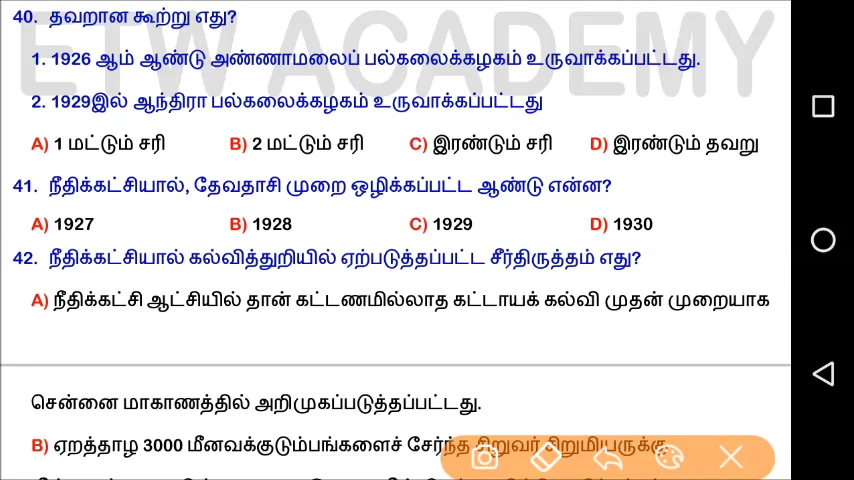 ETW ACADEMY
40. தவறான கூற்று எது?
1. 1926 ஆம் ஆண்டு அண்ணாமலைப் பல்கலைக்கழகம் உருவாக்கப்பட்டது.
2. 1929இல் ஆந்திரா பல்கலைக்கழகம் உருவாக்கப்பட்டது
A) 1 மட்டும் சரி B) 2 மட்டும் சரி C) இரண்டும் சரி D) இரண்டும் தவறு
41. நீதிக்கட்சியால், தேவதாசி முறை ஒழிக்கப்பட்ட ஆண்டு என்ன?
A) 1927 B) 1928 C) 1929 D) 1930
42. நீதிக்கட்சியால் கல்வித்துறியில் ஏற்படுத்தப்பட்ட சீர்திருத்தம் எது?
A) நீதிக்கட்சி ஆட்சியில் தான் கட்டணமில்லாத கட்டாயக் கல்வி முதன் முறையாக
சென்னை மாகாணத்தில் அறிமுகப்படுத்தப்பட்டது.
B) ஏறத்தாழ 3000 மீனவக்குடும்பங்களைச் சேர்ந்த சிறுவர் சிறுமியருக்கு